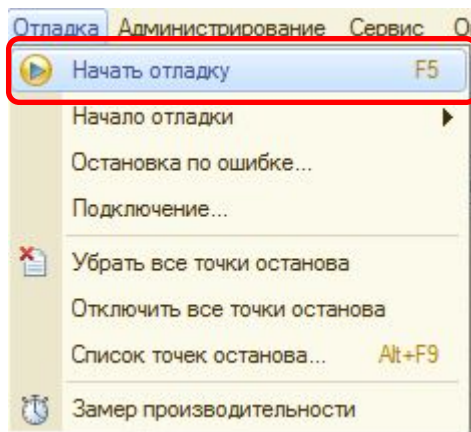 Отладка Администрирование Сервис О
Начать отладку F5
Начало отладки
Остановка по ошибке...
Подключение...
Убрать все точки останова
Отключить все точки останова
Список точек останова... Alt+F9
Замер производительности